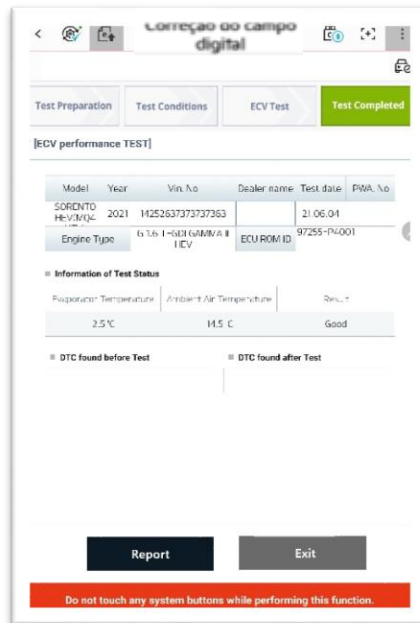 Correção do campo
digital
Test Preparation Test Conditions ECV Test Test Completed
[ECV performance TEST]
Model Year Vin. No Dealer name Test date PWA. No
SORENTO
HEV(MQ4 2021 14252637373737363 21.06.04
Engine Type G 1.6 T-GDI GAMMA II
HEV ECU ROM ID 97255-P4001
Information of Test Status
Evaporator Temperature Ambient Air Temperature Result
2.5 ℃ 14.5 ℃ Good
DTC found before Test DTC found after Test
Report Exit
Do not touch any system buttons while performing this function.